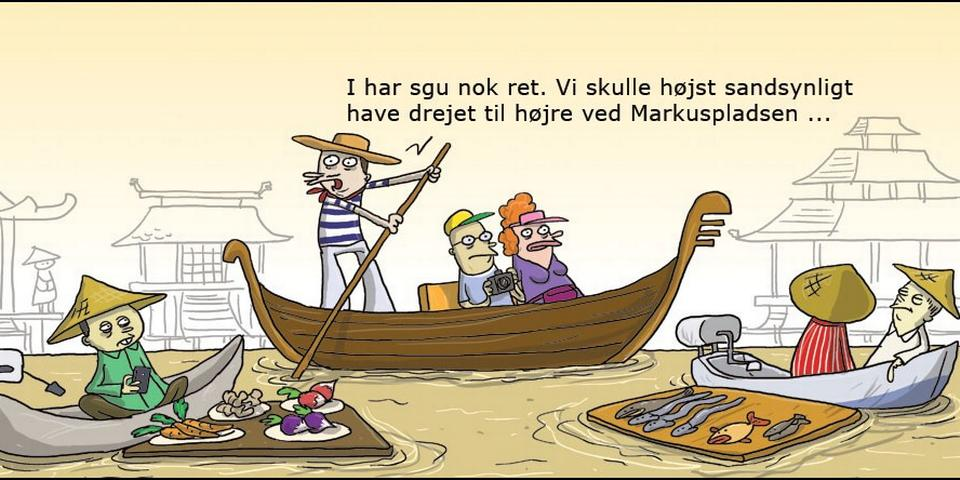 I har sgu nok ret. Vi skulle højst sandsynligt
have drejet til højre ved Markuspladsen ...